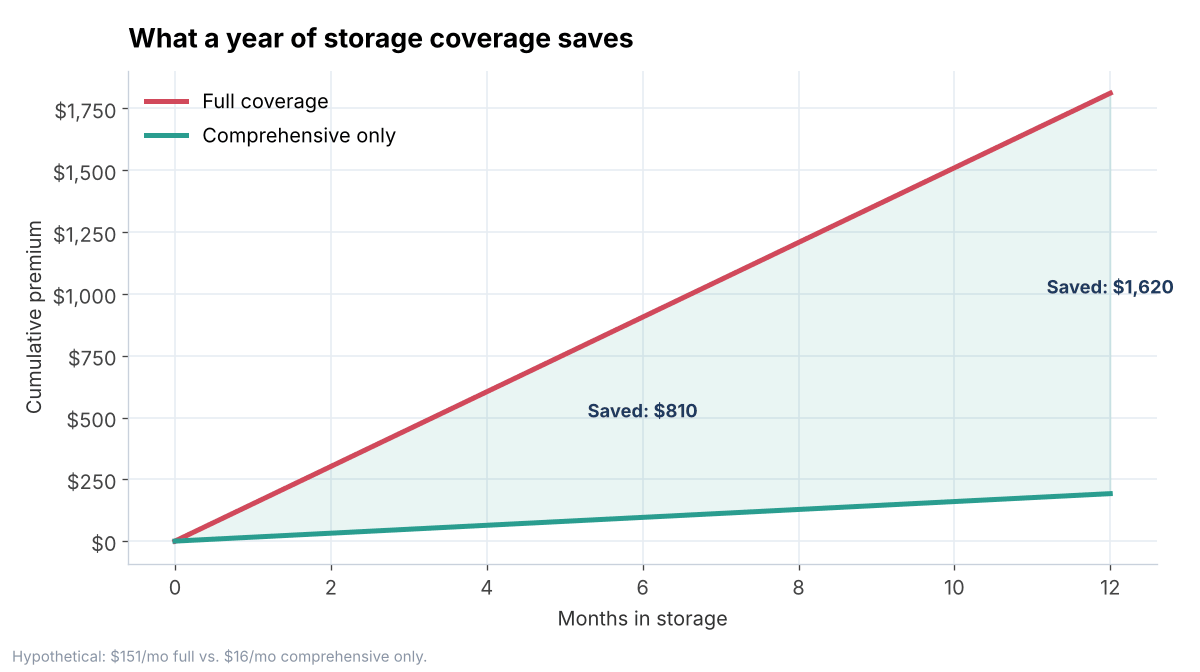 What a year of storage coverage saves
Full coverage
Comprehensive only
Cumulative premium
$1,750
$1,500
$1,250
$1,000
$750
$500
$250
$0
Saved: $1,620
Saved: $810
0 2 4 6 8 10 12
Months in storage
Hypothetical: $151/mo full vs. $16/mo comprehensive only.